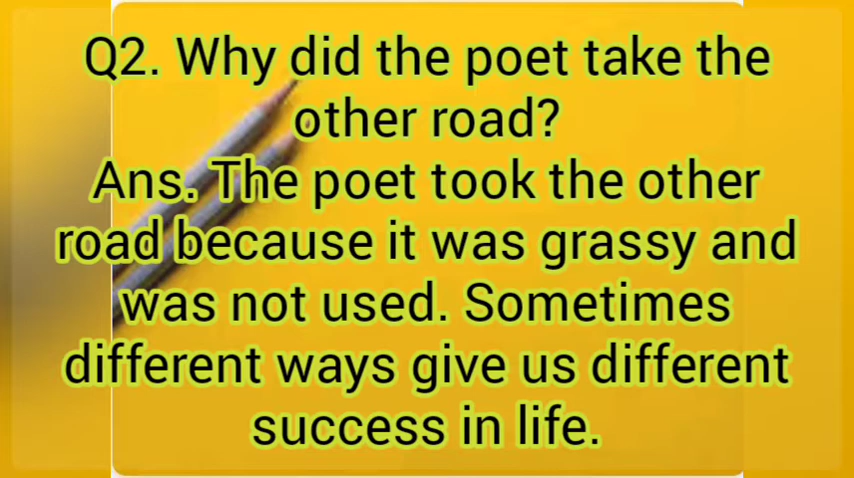 Q2. Why did the poet take the
other road?
Ans. The poet took the other
road because it was grassy and
was not used. Sometimes
different ways give us different
success in life.